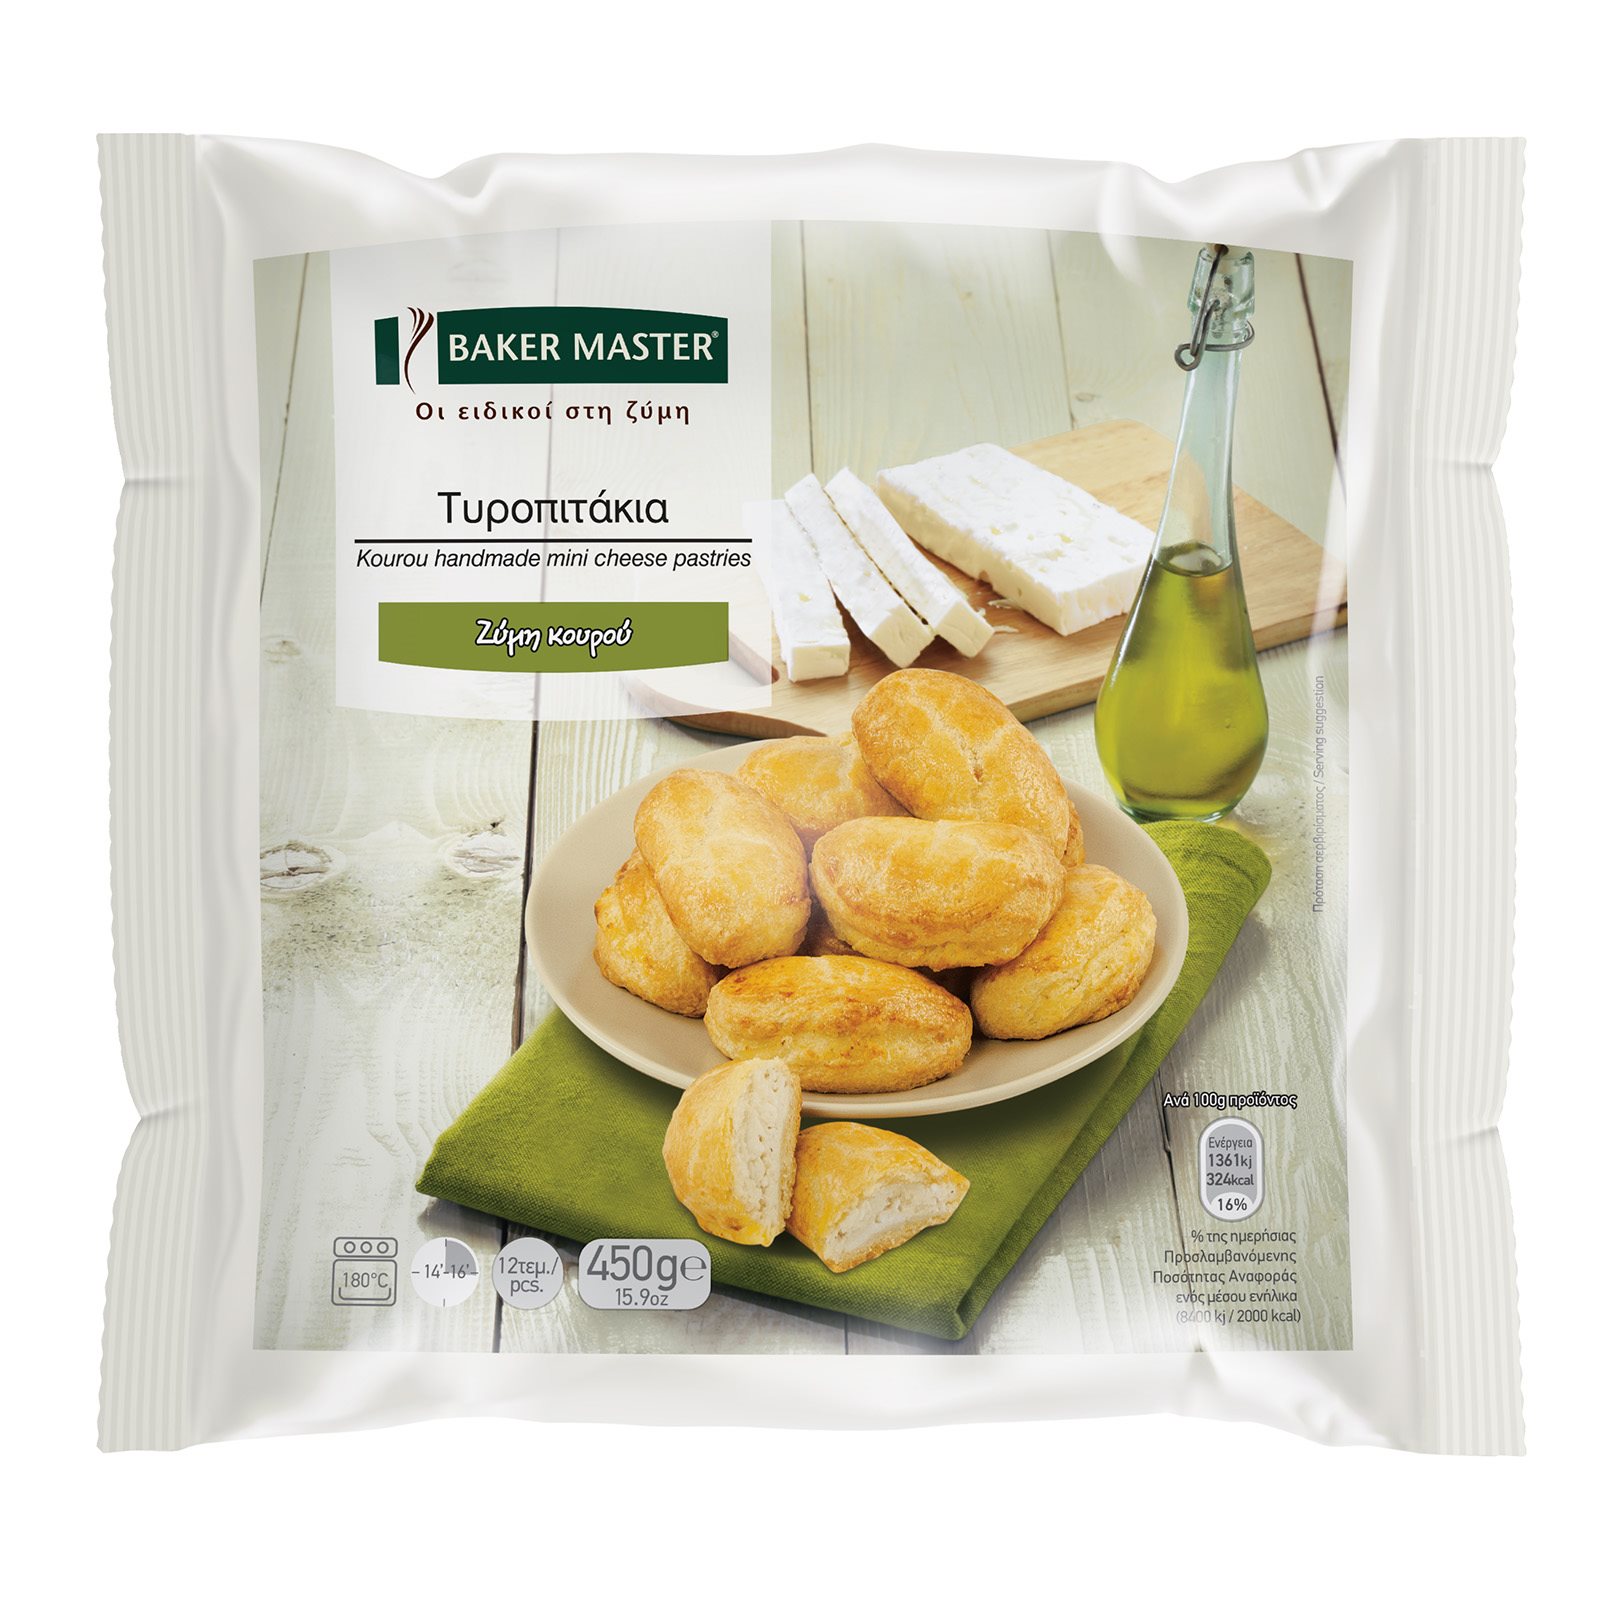 BAKER MASTER®
Οι ειδικοί στη ζύμη
Τυροπιτάκια
Kourou handmade mini cheese pastries
Ζύμη κουρού
Πρόταση σερβιρίσματος / Serving suggestion
Ανά 100g προϊόντος
Ενέργεια
1361kj
324kcal
16%
% της ημερήσιας
Προσλαμβανόμενης
Ποσότητας Αναφοράς
ενός μέσου ενήλικα
(8400 kj / 2000 kcal)
180°C
14'-16'
12τεμ./
pcs.
450g℮
15.9oz